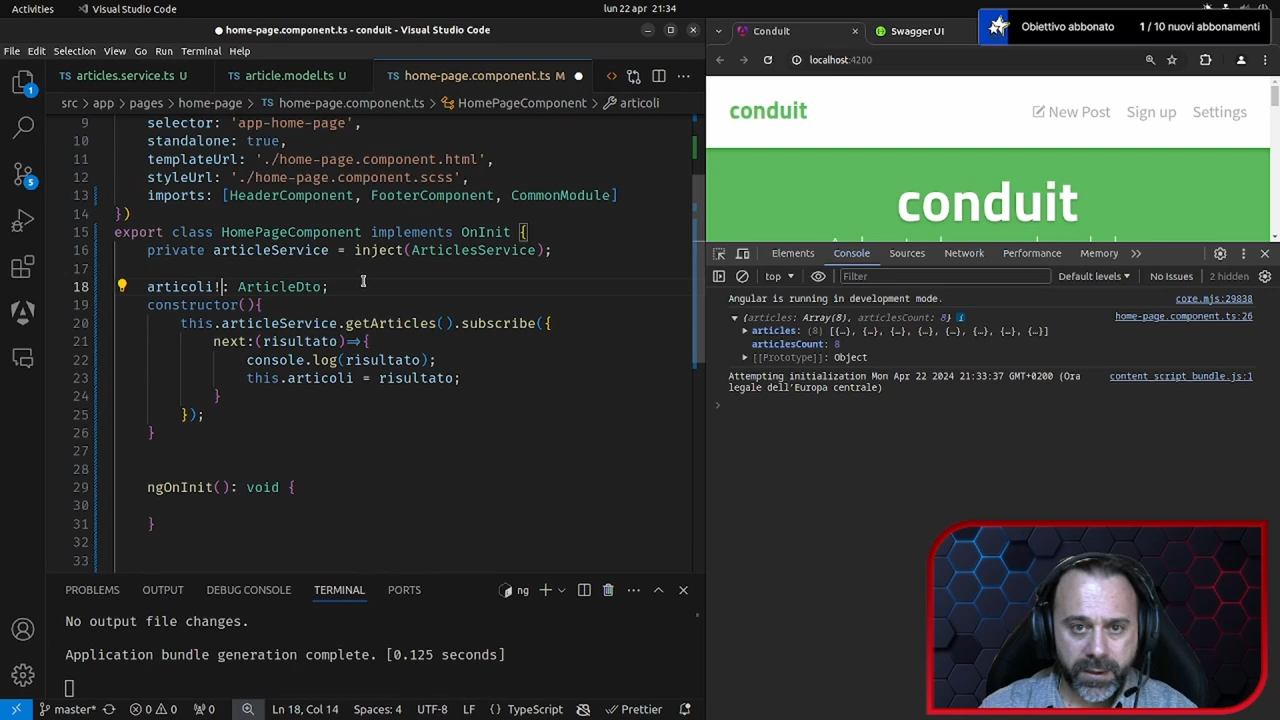 Activities
Visual Studio Code
lun 22 apr 21:34
home-page.component.ts - conduit - Visual Studio Code
File Edit Selection View Go Run Terminal Help
articles.service.ts M
article.model.ts M
home-page.component.ts M
src > app > pages > home-page > TS home-page.component.ts > HomePageComponent > articoli
9 selector: 'app-home-page',
10 standalone: true,
11 templateUrl: './home-page.component.html',
12 styleUrl: './home-page.component.scss',
13 imports: [HeaderComponent, FooterComponent, CommonModule]
14 })
15 export class HomePageComponent implements OnInit {
16 private articleService = inject(ArticlesService);
17
18 articoli!: ArticleDto;
19 constructor(){
20 this.articleService.getArticles().subscribe({
21 next:(risultato)=>{
22 console.log(risultato);
23 this.articoli = risultato;
24 }
25 });
26 }
27
28
29 ngOnInit(): void {
30
31 }
32
33
PROBLEMS OUTPUT DEBUG CONSOLE TERMINAL PORTS
ng
No output file changes.
Application bundle generation complete. [0.125 seconds]
1
5
master* 0 0 0 Ln 18, Col 14 Spaces: 4 UTF-8 LF {} TypeScript Prettier
Conduit
Swagger UI
Obiettivo abbonato 1 / 10 nuovi abbonamenti
localhost:4200
conduit
New Post Sign up Settings
conduit
Elements Console Sources Network Performance Memory
top Filter Default levels No Issues 2 hidden
Angular is running in development mode. core.mjs:29838
{articles: Array(8), articlesCount: 8} home-page.component.ts:26
articles: (8) [{…}, {…}, {…}, {…}, {…}, {…}, {…}, {…}]
articlesCount: 8
[[Prototype]]: Object
Attempting initialization Mon Apr 22 2024 21:33:37 GMT+0200 (Ora content script bundle.js:1
legale dell'Europa centrale)